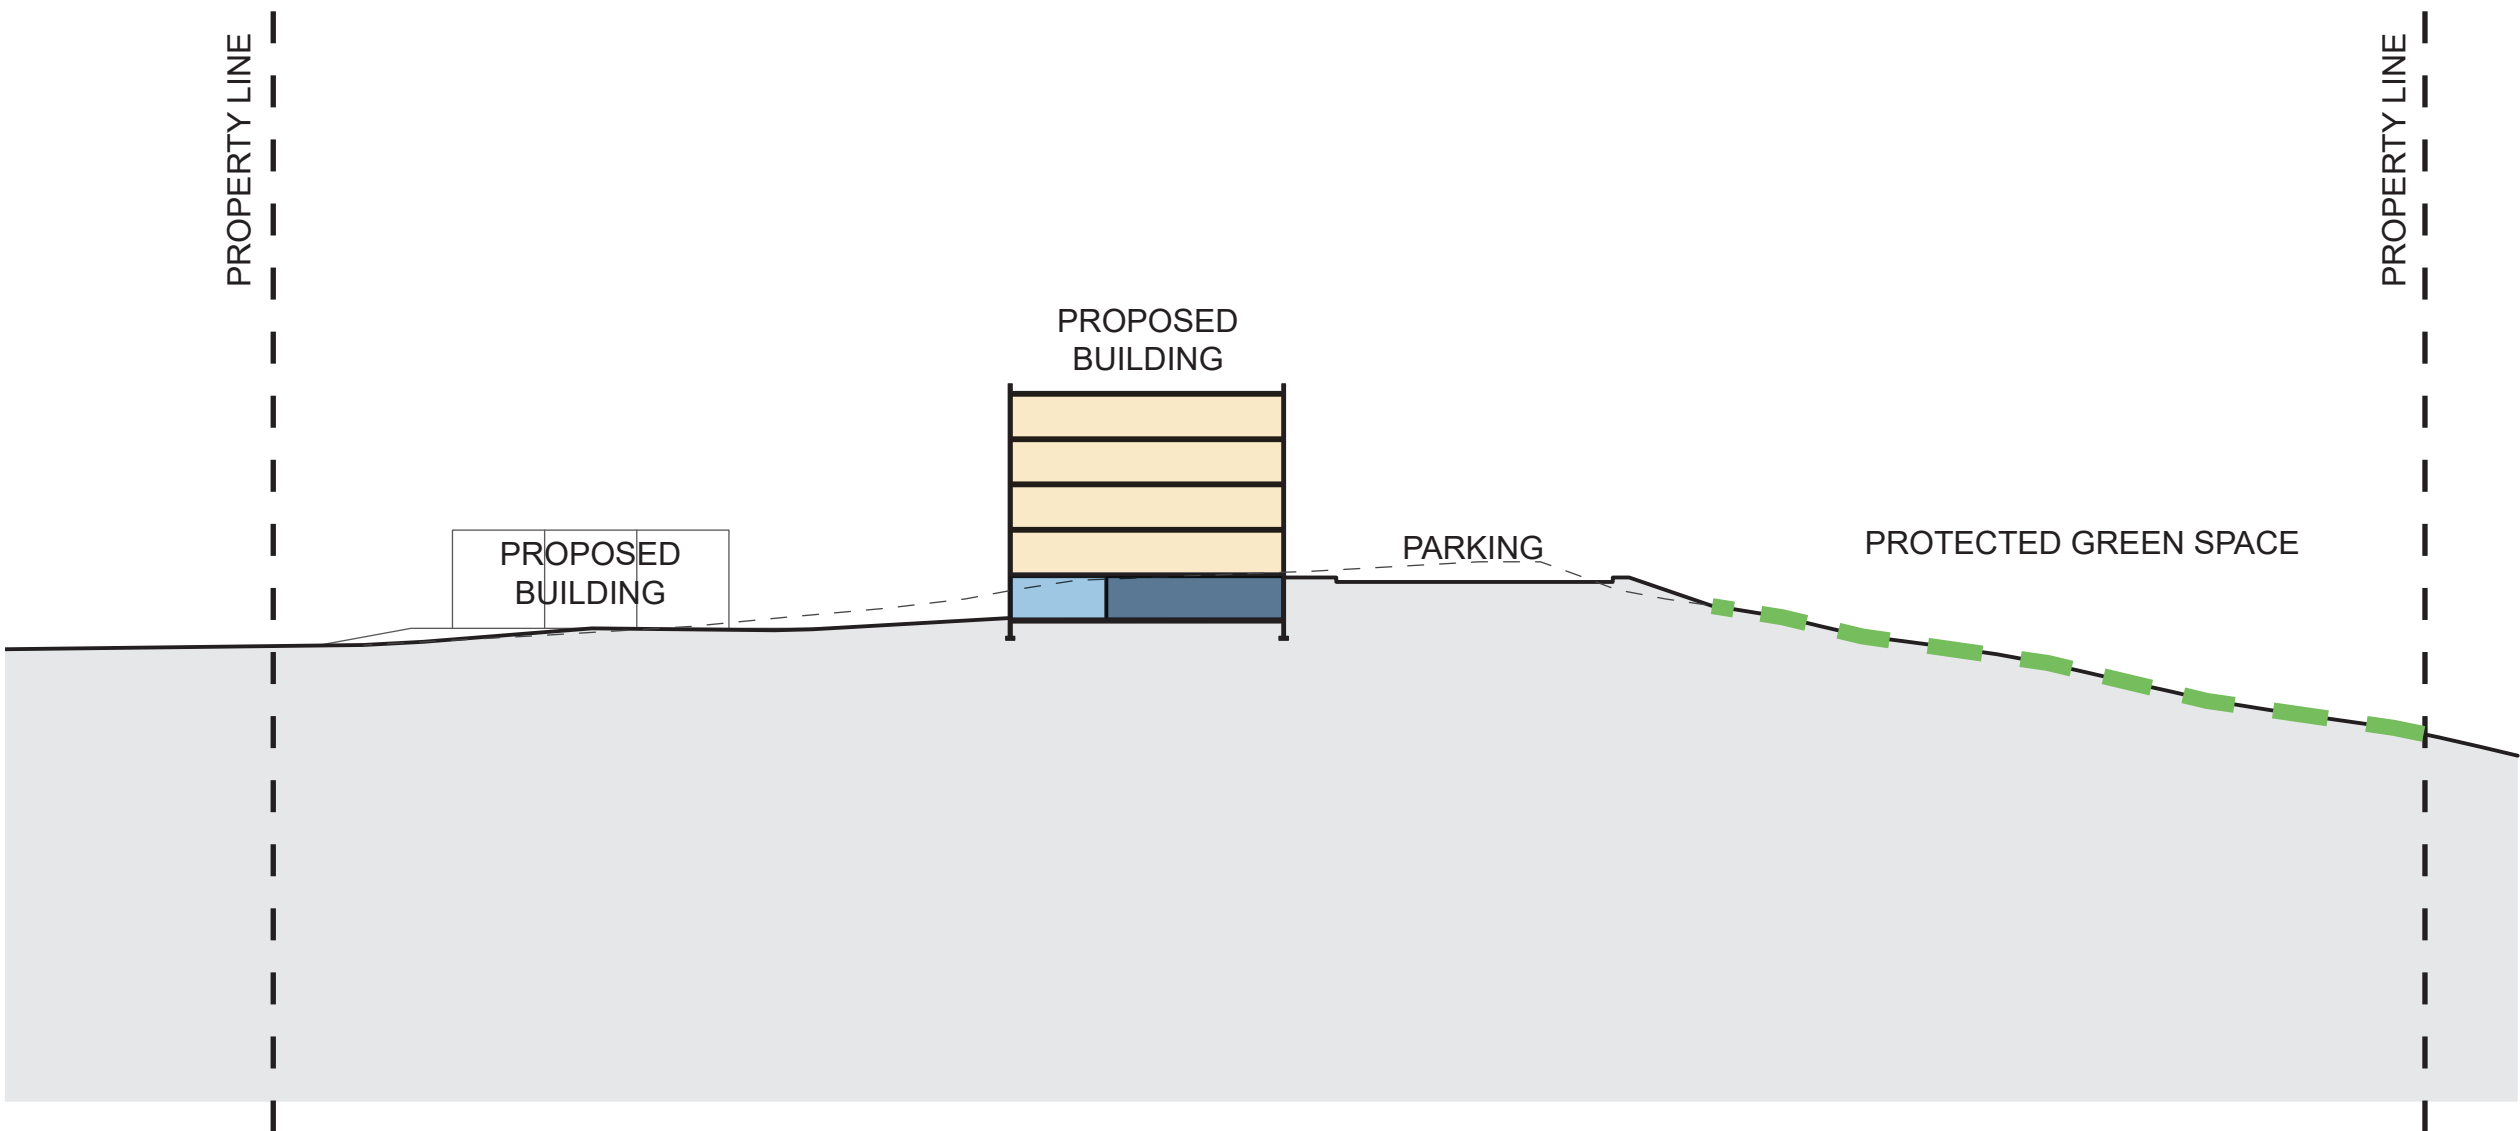 PROPERTY LINE
PROPERTY LINE
PROPOSED
BUILDING
PROPOSED
BUILDING
PARKING
PROTECTED GREEN SPACE